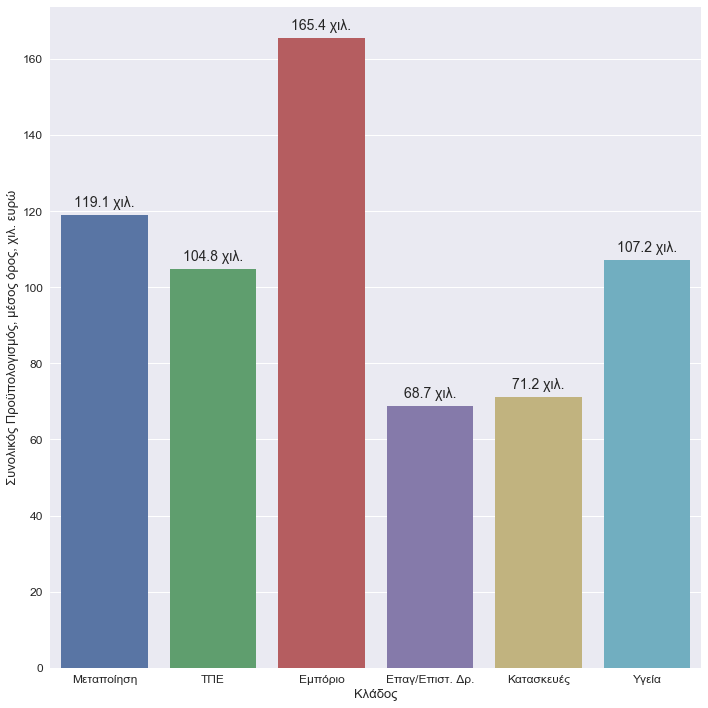 165.4 χιλ.
160
140
119.1 χιλ.
120
107.2 χιλ.
104.8 χιλ.
100
80
71.2 χιλ.
68.7 χιλ.
60
40
20
0
Συνολικός Προϋπολογισμός, μέσος όρος, χιλ. ευρώ
Μεταποίηση ΤΠΕ Εμπόριο Επαγ/Επιστ. Δρ. Κατασκευές Υγεία
Κλάδος